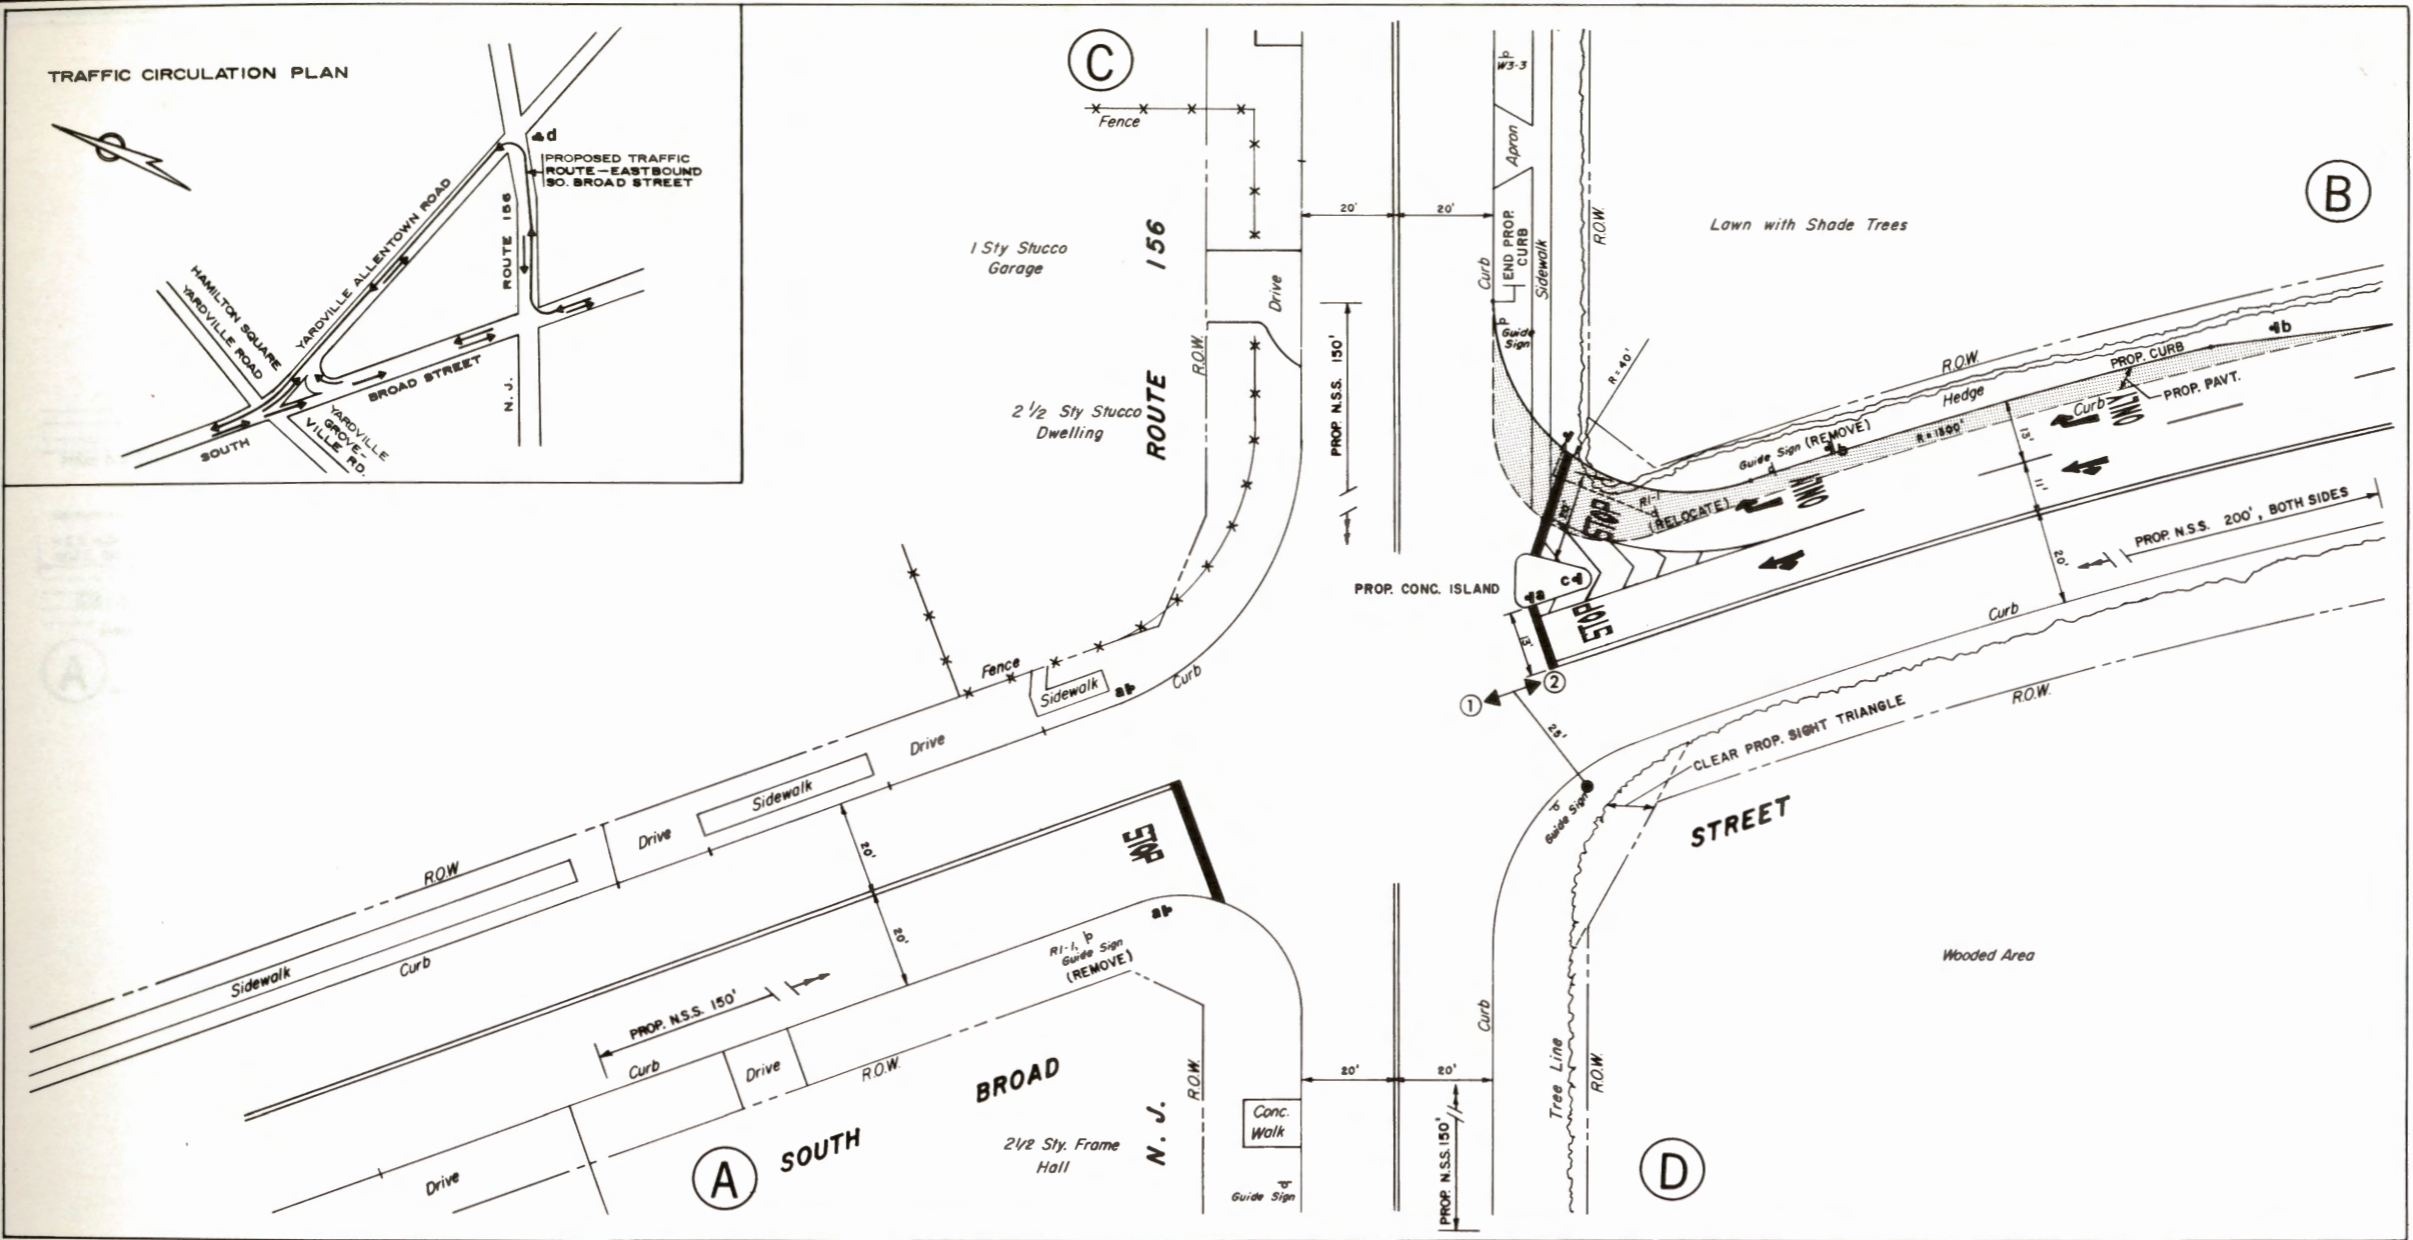 TRAFFIC CIRCULATION PLAN
d
PROPOSED TRAFFIC
ROUTE—EASTBOUND
SO. BROAD STREET
YARDVILLE ALLENTOWN ROAD
ROUTE 156
N. J.
HAMILTON SQUARE
YARDVILLE ROAD
BROAD STREET
SOUTH
YARDVILLE
GROVE-
VILLE RD.
C
Fence
1 Sty Stucco
Garage
ROUTE 156
R.O.W.
Drive
2 1/2 Sty Stucco
Dwelling
20'
20'
PROP. N.S.S. 150'
W3-3
Apron
END PROP.
CURB
Curb
Sidewalk
R.O.W.
Guide
Sign
R=40'
B
Lawn with Shade Trees
R.O.W.
Hedge
PROP. CURB
b
PROP. PAVT.
Curb
ONLY
Guide Sign (REMOVE)
b
R=1500'
13'
11'
20'
R1-1
(RELOCATE)
ONLY
STOP
PROP. N.S.S. 200', BOTH SIDES
PROP. CONC. ISLAND
c
a
STOP
13'
1
2
25'
Curb
R.O.W.
CLEAR PROP. SIGHT TRIANGLE
Guide Sign
STREET
Fence
Sidewalk
a
Curb
Drive
Sidewalk
Drive
R.O.W
Sidewalk
Curb
20'
20'
STOP
a
R1-1,
Guide Sign
(REMOVE)
PROP. N.S.S. 150'
Curb
Drive
R.O.W.
Drive
A
SOUTH
BROAD
2 1/2 Sty. Frame
Hall
N. J.
R.O.W.
Conc.
Walk
Guide Sign
20'
20'
PROP. N.S.S. 150'
Curb
Tree Line
R.O.W.
Wooded Area
D